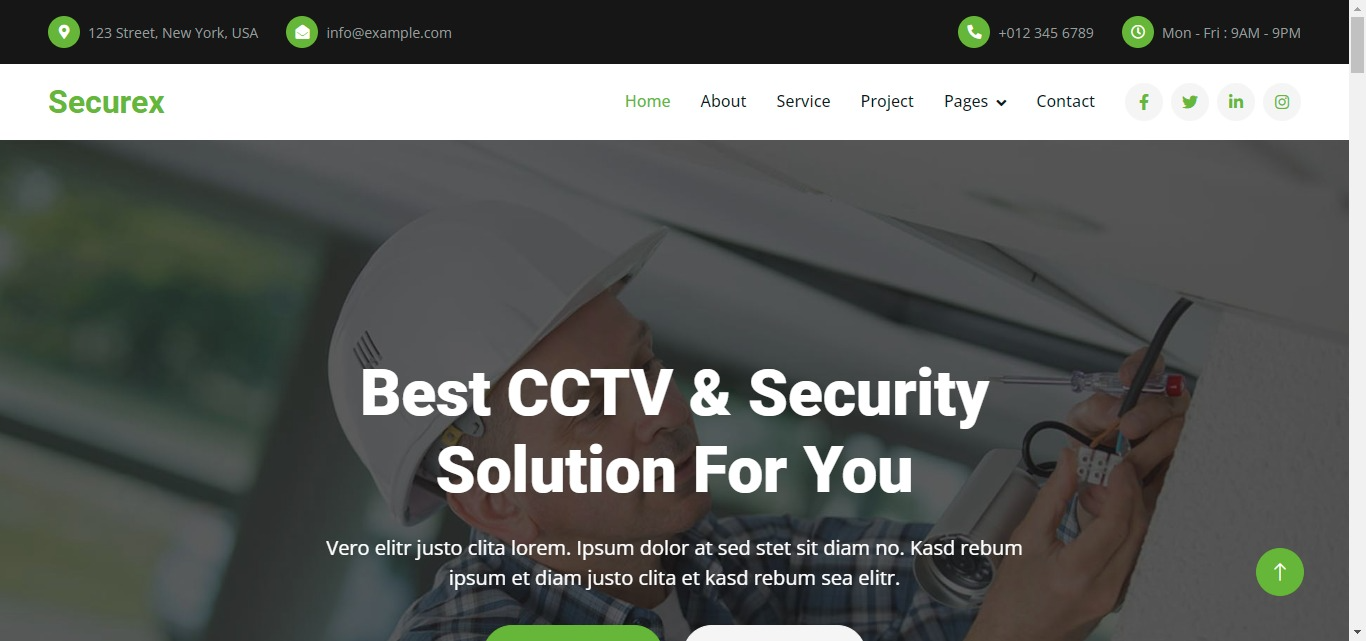 123 Street, New York, USA
info@example.com
+012 345 6789
Mon - Fri : 9AM - 9PM
Securex
Home
About
Service
Project
Pages
Contact
Best CCTV & Security
Solution For You
Vero elitr justo clita lorem. Ipsum dolor at sed stet sit diam no. Kasd rebum
ipsum et diam justo clita et kasd rebum sea elitr.